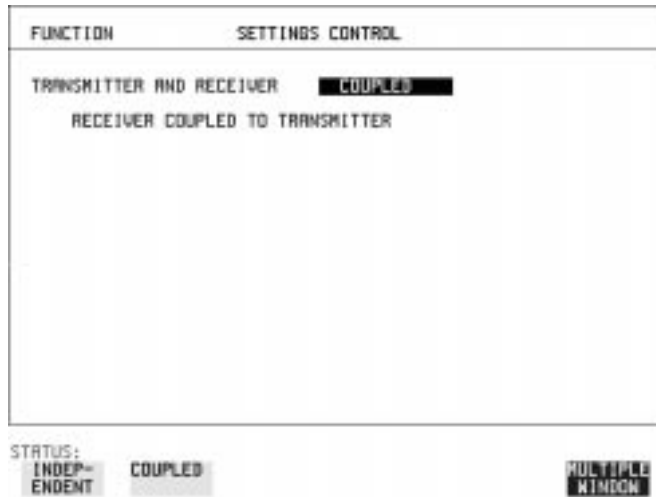 FUNCTION SETTINGS CONTROL
TRANSMITTER AND RECEIVER COUPLED
RECEIVER COUPLED TO TRANSMITTER
STATUS:
INDEP-
ENDENT
COUPLED
MULTIPLE
WINDOW